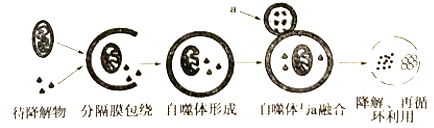 a
待降解物
分隔膜包绕
自噬体形成
自噬体与a融合
降解、再循
环利用